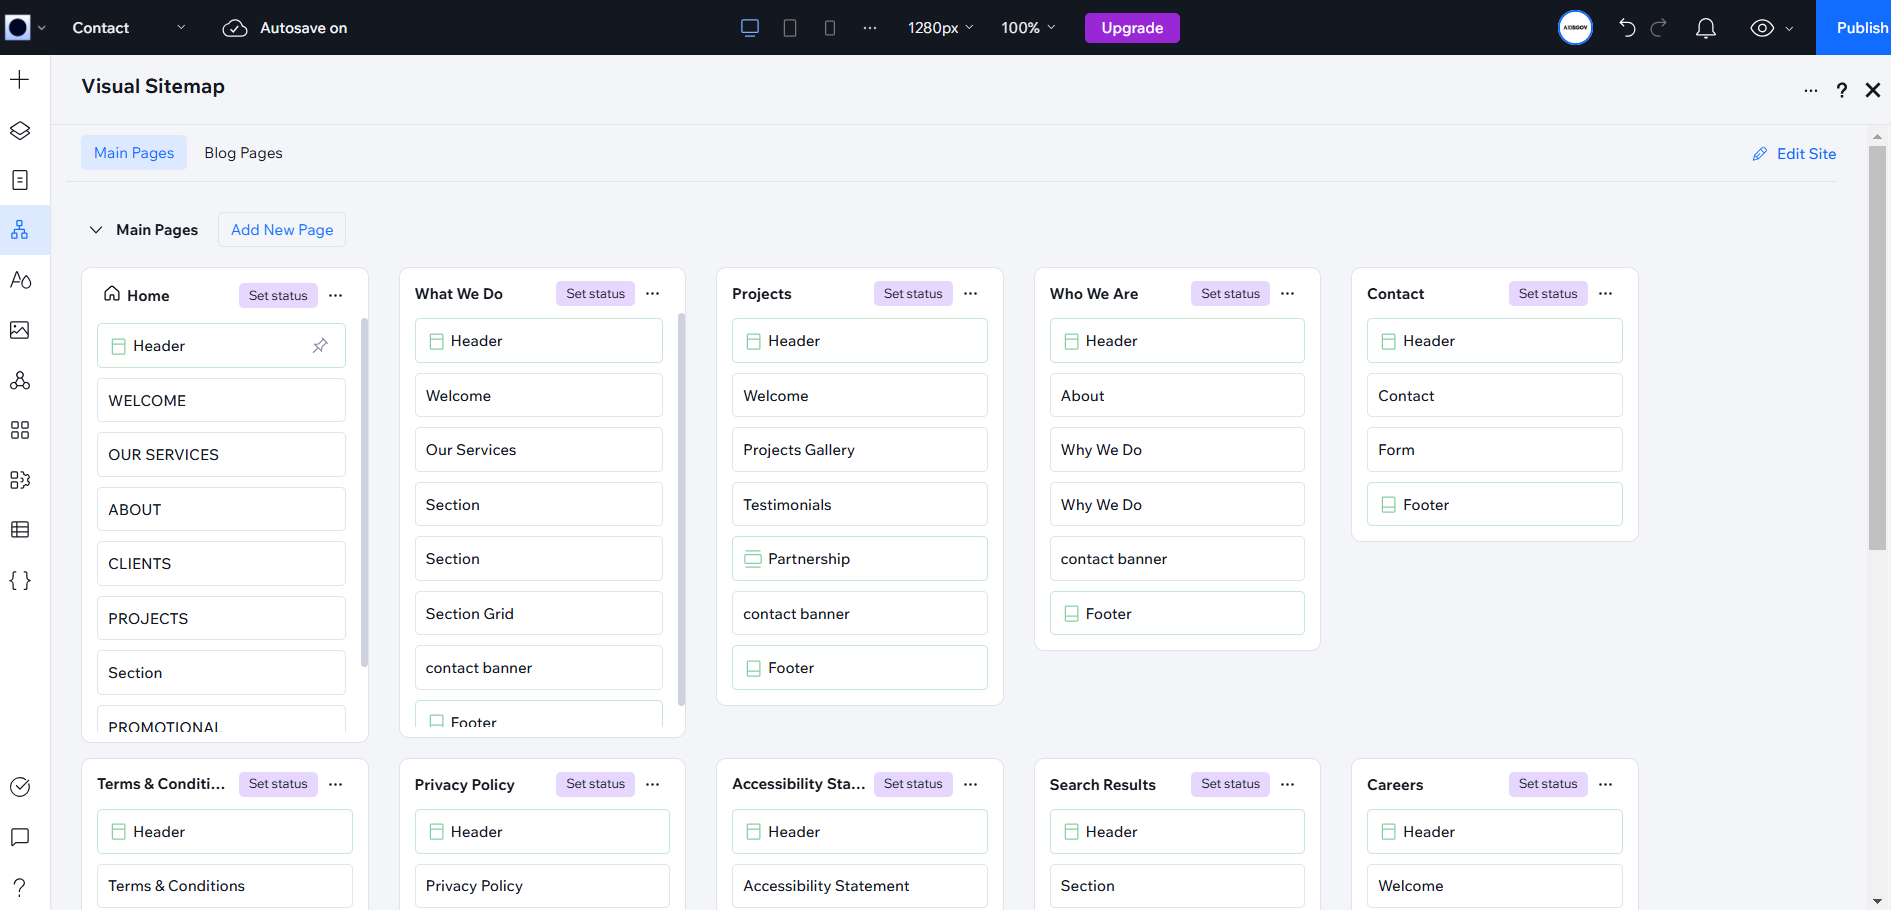 Contact
Autosave on
1280px
100%
Upgrade
AXISGOV
Publish
Visual Sitemap
Main Pages
Blog Pages
Edit Site
Main Pages
Add New Page
Home
Set status
Header
WELCOME
OUR SERVICES
ABOUT
CLIENTS
PROJECTS
Section
PROMOTIONAL
What We Do
Set status
Header
Welcome
Our Services
Section
Section
Section Grid
contact banner
Footer
Projects
Set status
Header
Welcome
Projects Gallery
Testimonials
Partnership
contact banner
Footer
Who We Are
Set status
Header
About
Why We Do
Why We Do
contact banner
Footer
Contact
Set status
Header
Contact
Form
Footer
Terms & Conditi...
Set status
Header
Terms & Conditions
Privacy Policy
Set status
Header
Privacy Policy
Accessibility Sta...
Set status
Header
Accessibility Statement
Search Results
Set status
Header
Section
Careers
Set status
Header
Welcome